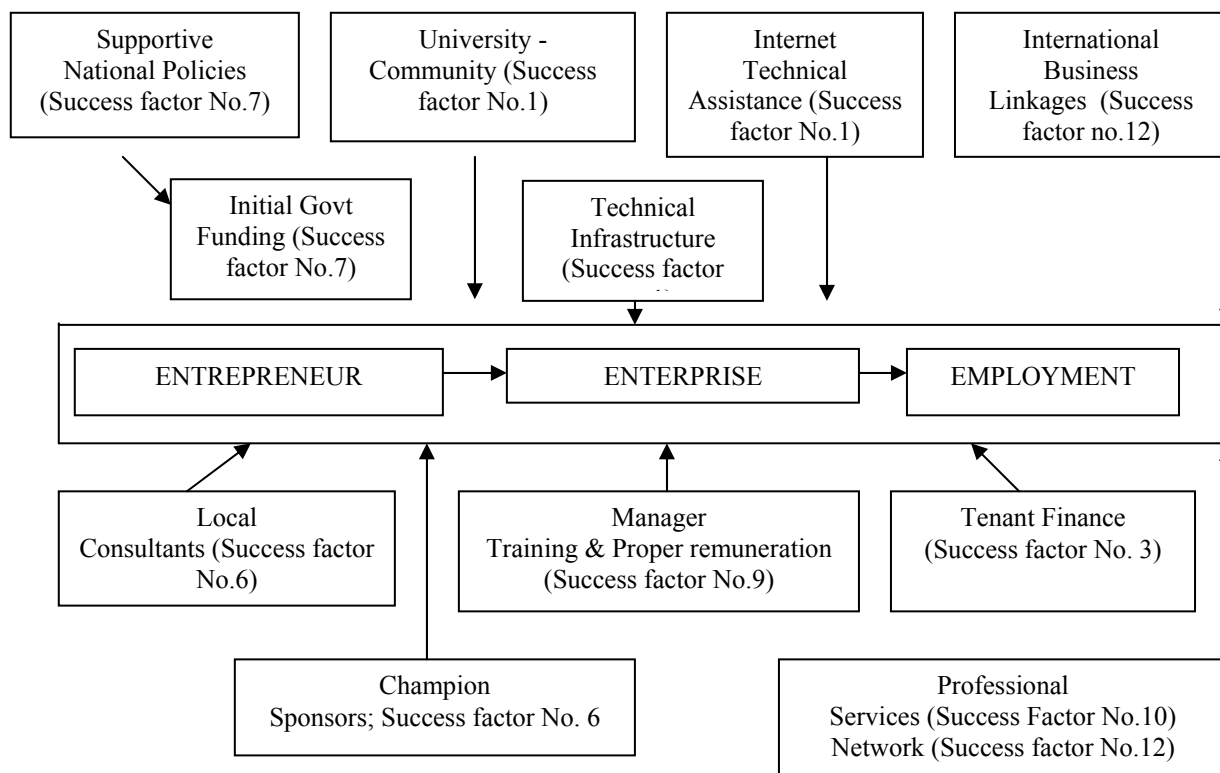 Supportive
National Policies
(Success factor No.7)
University -
Community (Success
factor No.1)
Internet
Technical
Assistance (Success
factor No.1)
International
Business
Linkages (Success
factor no.12)
Initial Govt
Funding (Success
factor No.7)
Technical
Infrastructure
(Success factor
ENTREPRENEUR
ENTERPRISE
EMPLOYMENT
Local
Consultants (Success factor
No.6)
Manager
Training & Proper remuneration
(Success factor No.9)
Tenant Finance
(Success factor No. 3)
Champion
Sponsors; Success factor No. 6
Professional
Services (Success Factor No.10)
Network (Success factor No.12)